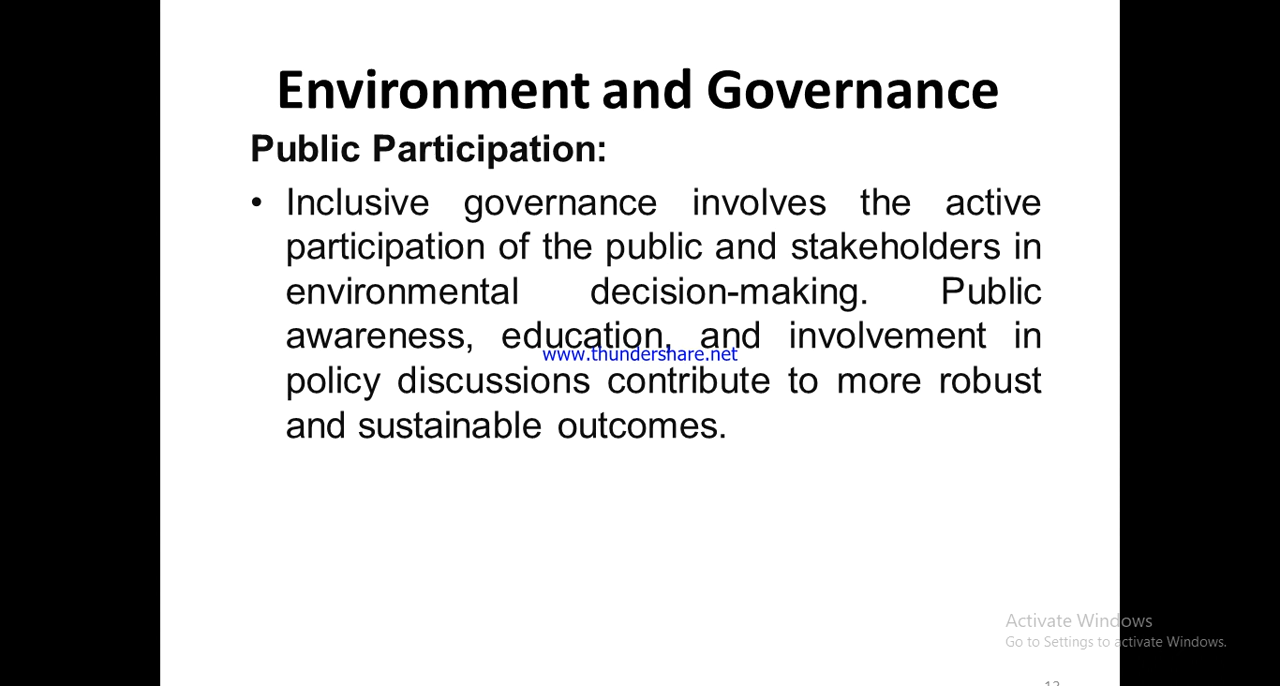 Environment and Governance
Public Participation:
• Inclusive governance involves the active
participation of the public and stakeholders in
environmental decision-making. Public
awareness, education, and involvement in
www.thundershare.net
policy discussions contribute to more robust
and sustainable outcomes.
Activate Windows
Go to Settings to activate Windows.